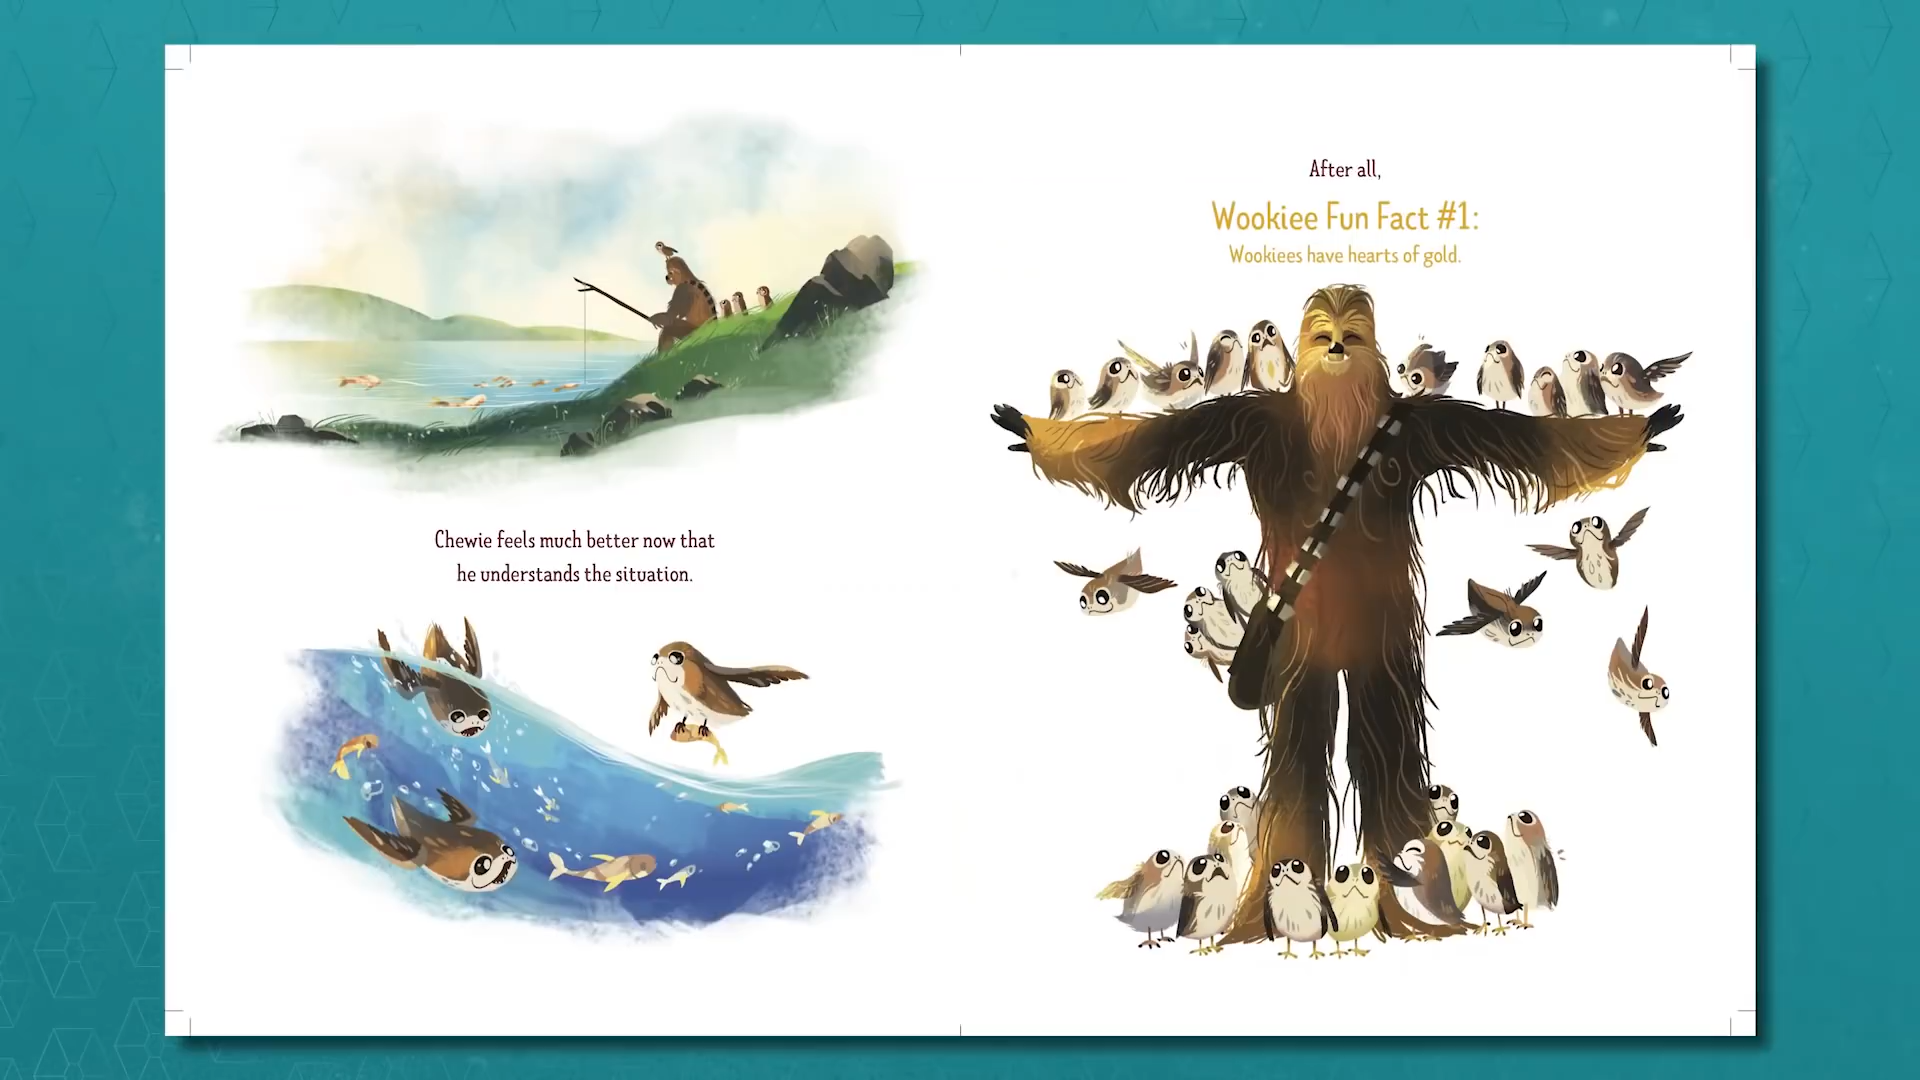 Chewie feels much better now that
he understands the situation.
After all,
Wookiee Fun Fact #1:
Wookiees have hearts of gold.